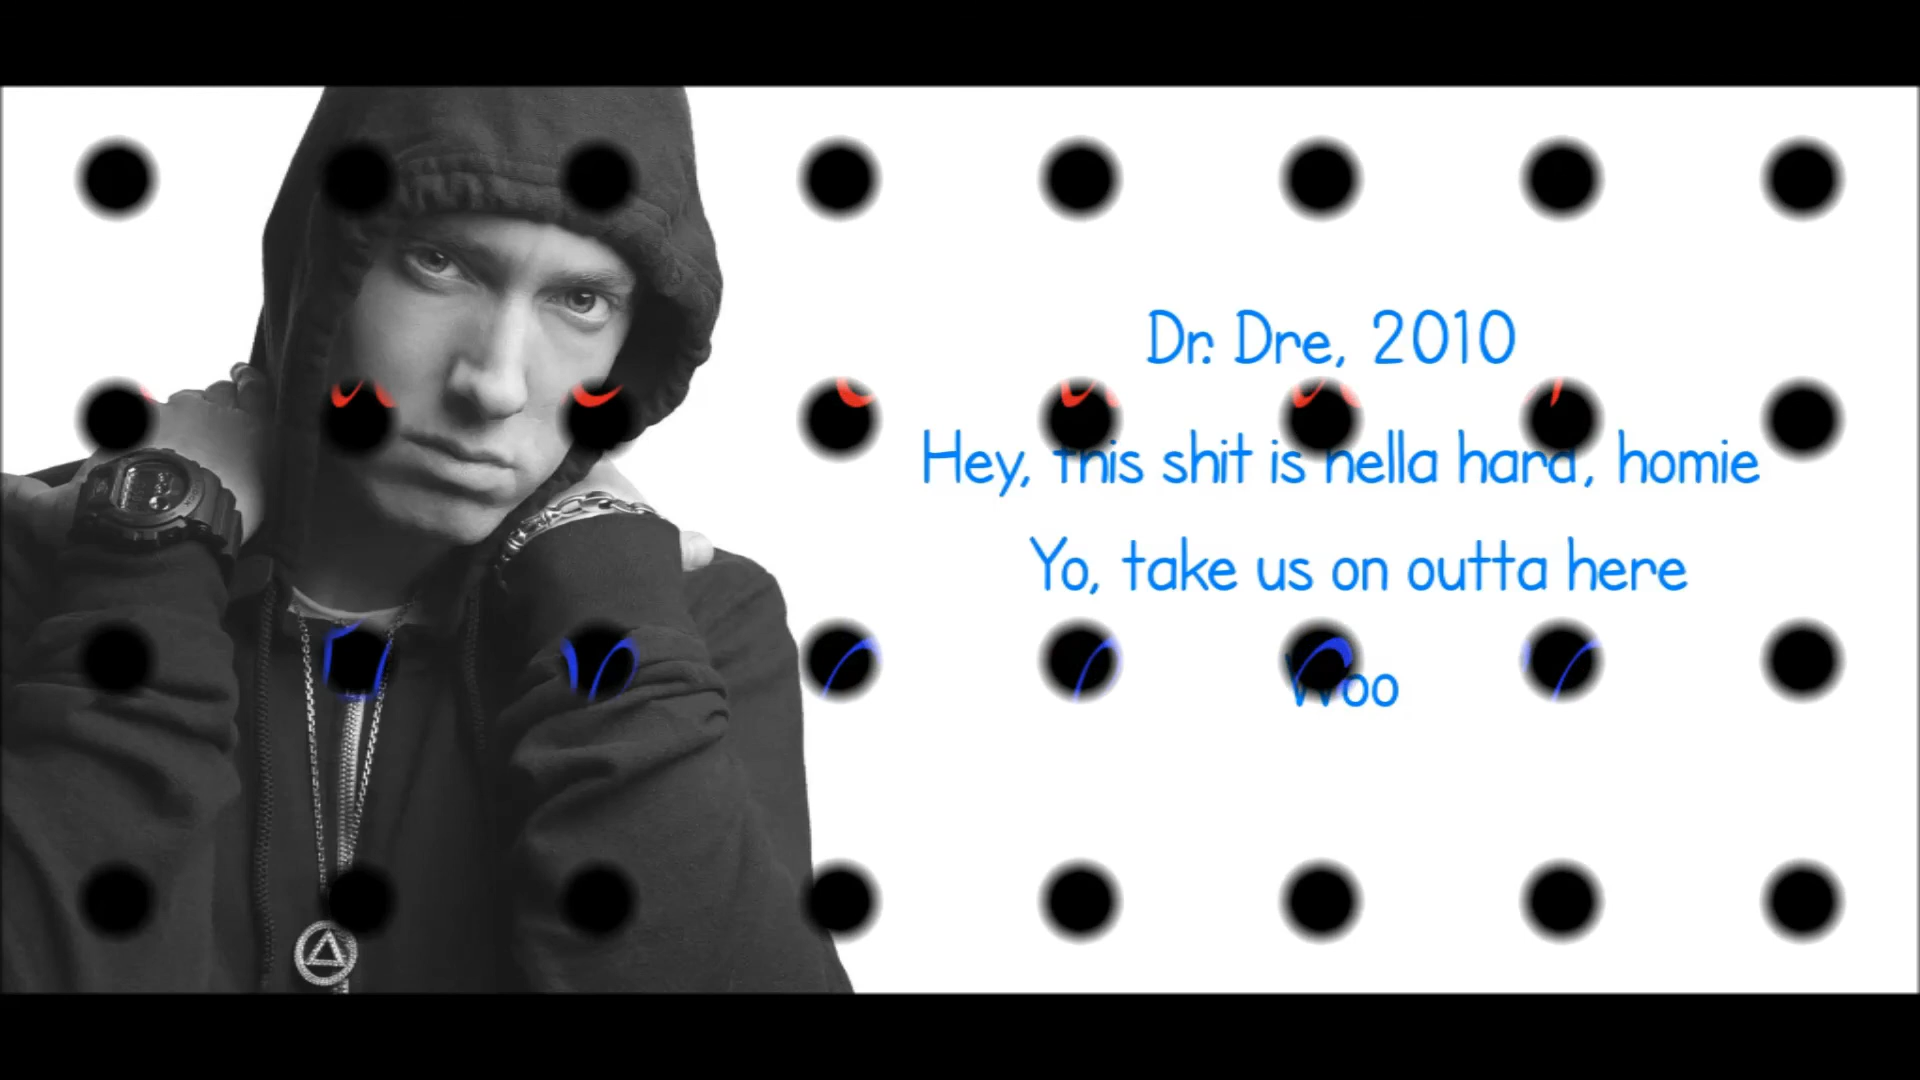 Dr. Dre, 2010
Hey, this shit is hella hard, homie
Yo, take us on outta here
Woo